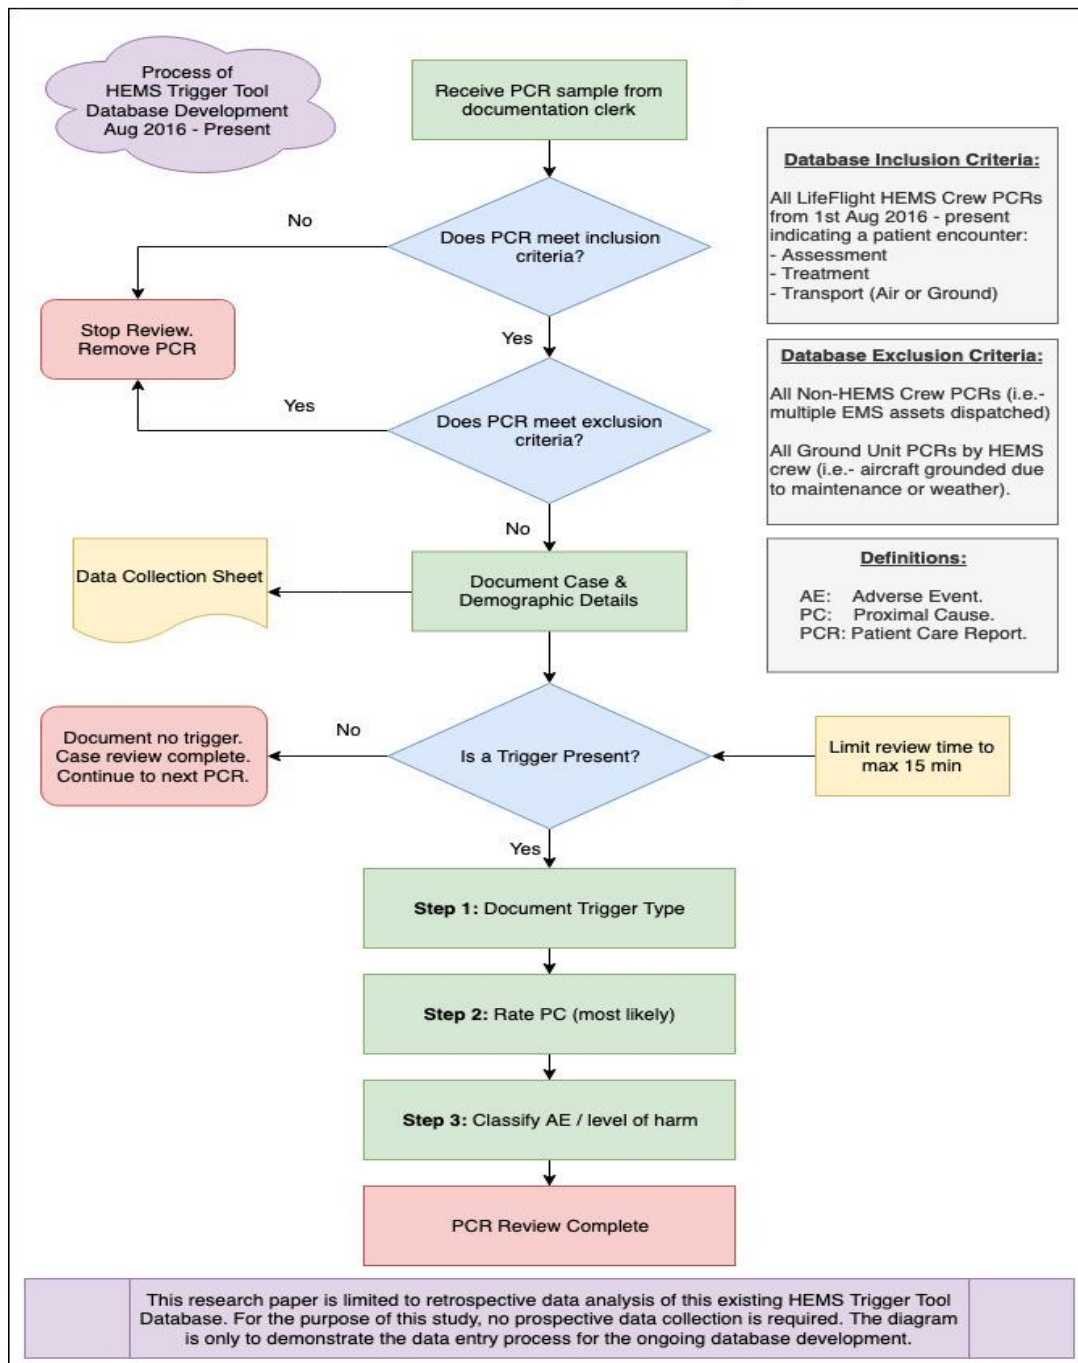 Process of
HEMS Trigger Tool
Database Development
Aug 2016 - Present
Receive PCR sample from
documentation clerk
Database Inclusion Criteria:
All LifeFlight HEMS Crew PCRs
from 1st Aug 2016 - present
indicating a patient encounter:
- Assessment
- Treatment
- Transport (Air or Ground)
No
Does PCR meet inclusion
criteria?
Stop Review.
Remove PCR
Yes
Database Exclusion Criteria:
All Non-HEMS Crew PCRs (i.e.-
multiple EMS assets dispatched)
All Ground Unit PCRs by HEMS
crew (i.e.- aircraft grounded due
to maintenance or weather).
Yes
Does PCR meet exclusion
criteria?
No
Data Collection Sheet
Document Case &
Demographic Details
Definitions:
AE: Adverse Event.
PC: Proximal Cause.
PCR: Patient Care Report.
Document no trigger.
Case review complete.
Continue to next PCR.
No
Is a Trigger Present?
Limit review time to
max 15 min
Yes
Step 1: Document Trigger Type
Step 2: Rate PC (most likely)
Step 3: Classify AE / level of harm
PCR Review Complete
This research paper is limited to retrospective data analysis of this existing HEMS Trigger Tool
Database. For the purpose of this study, no prospective data collection is required. The diagram
is only to demonstrate the data entry process for the ongoing database development.